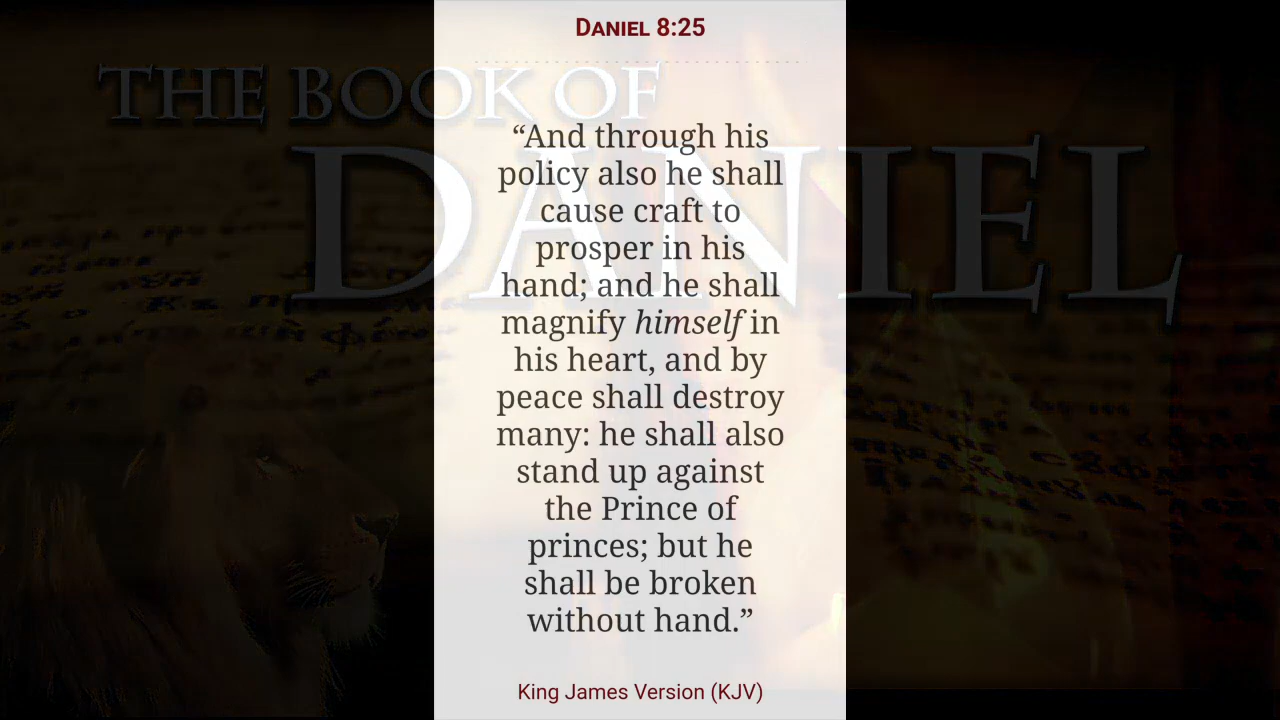 DANIEL 8:25
THE BOOK OF
DANIEL
“And through his
policy also he shall
cause craft to
prosper in his
hand; and he shall
magnify himself in
his heart, and by
peace shall destroy
many: he shall also
stand up against
the Prince of
princes; but he
shall be broken
without hand.”
King James Version (KJV)